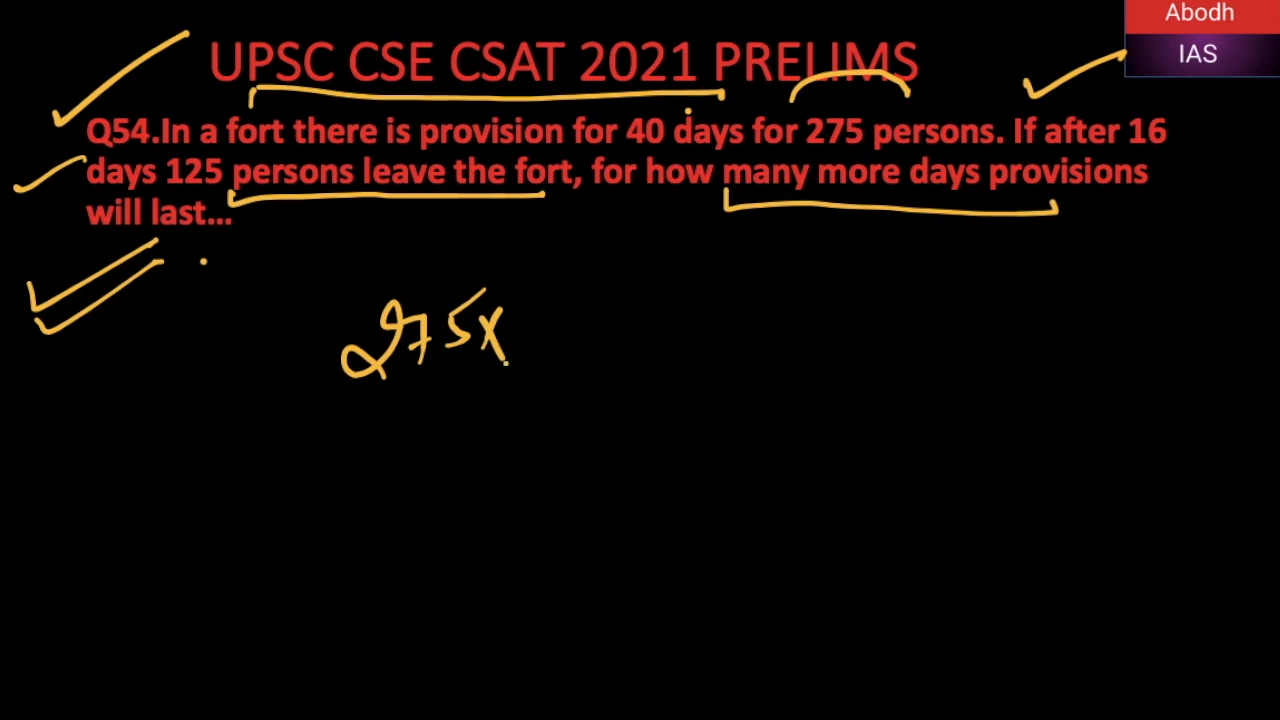 Abodh
IAS
UPSC CSE CSAT 2021 PRELIMS
Q54.In a fort there is provision for 40 days for 275 persons. If after 16
days 125 persons leave the fort, for how many more days provisions
will last...
275x